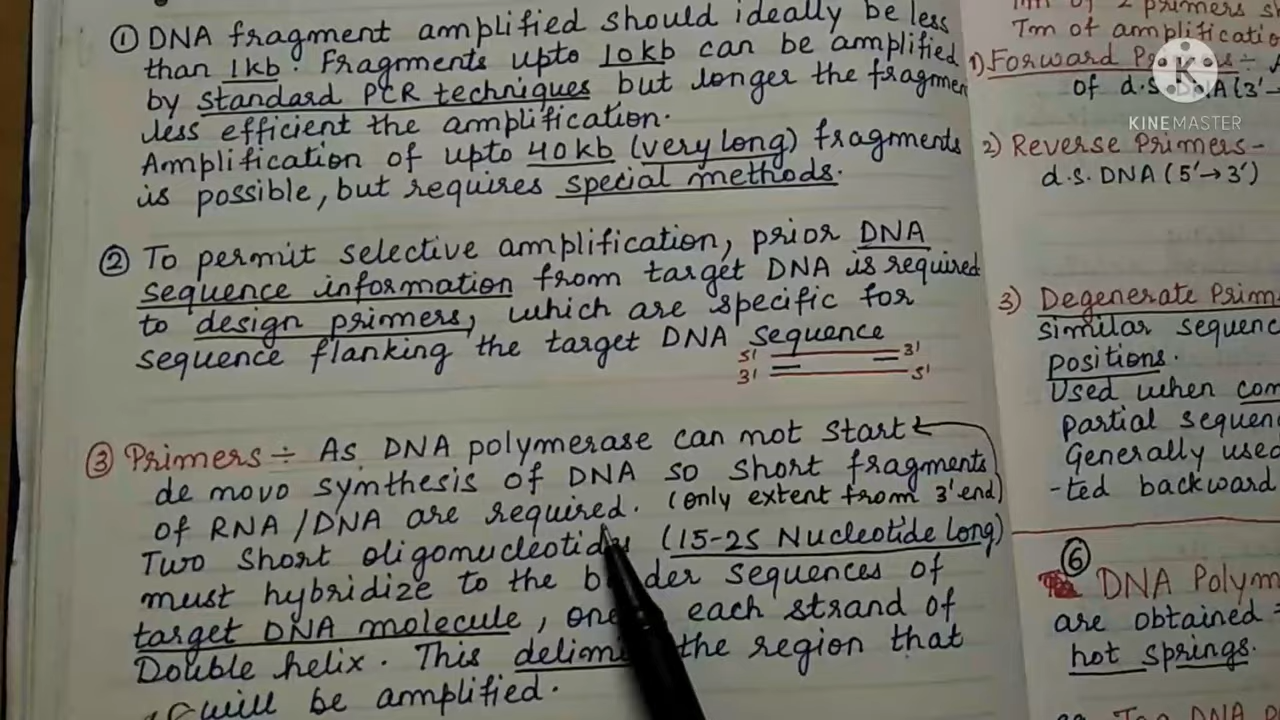 ① DNA fragment amplified should ideally be less
than 1kb. Fragments upto 10kb can be amplified
by standard PCR techniques but longer the fragmen
less efficient the amplification.
Amplification of upto 40kb (very long) fragments
is possible, but requires special methods.
② To permit selective amplification, prior DNA
sequence information from target DNA is required
to design primers, which are specific for
sequence flanking the target DNA sequence
5' 3'
3' 5'
③ Primers ÷ As DNA polymerase can not start
de novo synthesis of DNA so short fragments
of RNA/DNA are required. (only extent from 3' end)
Two short oligonucleotides (15-25 Nucleotide long)
must hybridize to the border sequences of
target DNA molecule, one each strand of
Double helix. This delimit the region that
will be amplified.
of 2 primers
Tm of amplificatio
1) Forward Primers ÷
of d.s. DNA (3'
2) Reverse Primers -
d.s. DNA (5' → 3')
3) Degenerate Prim
similar sequenc
positions.
Used when com
partial sequen
Generally used
-ted backward
⑥
DNA Polym
are obtained
hot springs.
K
KINEMASTER